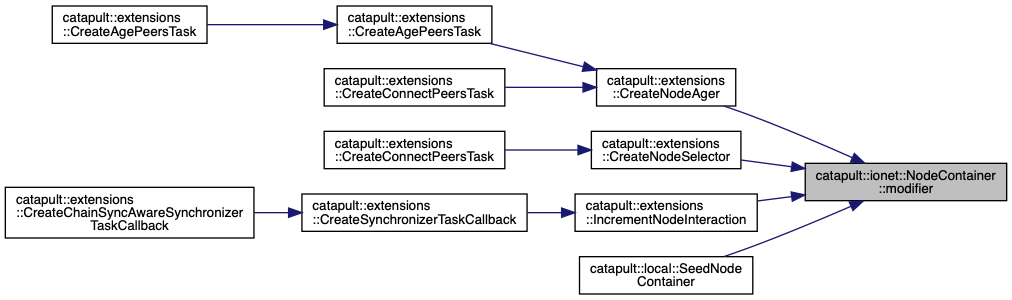 catapult::extensions
::CreateAgePeersTask
catapult::extensions
::CreateAgePeersTask
catapult::extensions
::CreateConnectPeersTask
catapult::extensions
::CreateNodeAger
catapult::extensions
::CreateConnectPeersTask
catapult::extensions
::CreateNodeSelector
catapult::ionet::NodeContainer
::modifier
catapult::extensions
::CreateChainSyncAwareSynchronizer
TaskCallback
catapult::extensions
::CreateSynchronizerTaskCallback
catapult::extensions
::IncrementNodeInteraction
catapult::local::SeedNode
Container